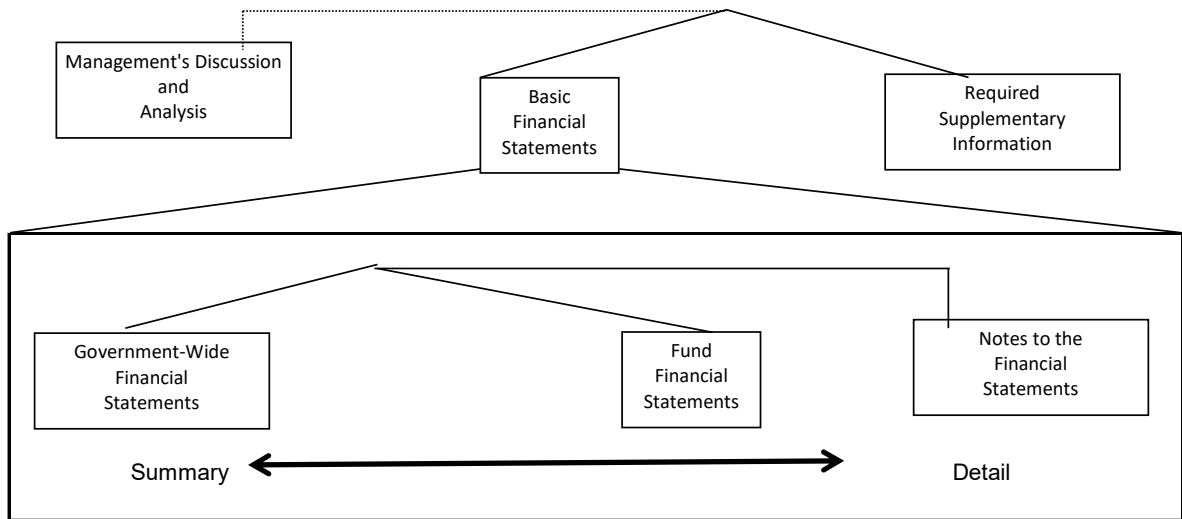 Management's Discussion
and
Analysis
Basic
Financial
Statements
Required
Supplementary
Information
Government-Wide
Financial
Statements
Fund
Financial
Statements
Notes to the
Financial
Statements
Summary
Detail